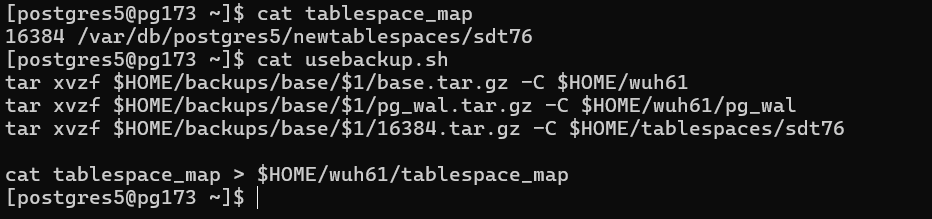 [postgres5@pg173 ~]$ cat tablespace_map
16384 /var/db/postgres5/newtablespaces/sdt76
[postgres5@pg173 ~]$ cat usebackup.sh
tar xvzf $HOME/backups/base/$1/base.tar.gz -C $HOME/wuh61
tar xvzf $HOME/backups/base/$1/pg_wal.tar.gz -C $HOME/wuh61/pg_wal
tar xvzf $HOME/backups/base/$1/16384.tar.gz -C $HOME/tablespaces/sdt76

cat tablespace_map > $HOME/wuh61/tablespace_map
[postgres5@pg173 ~]$